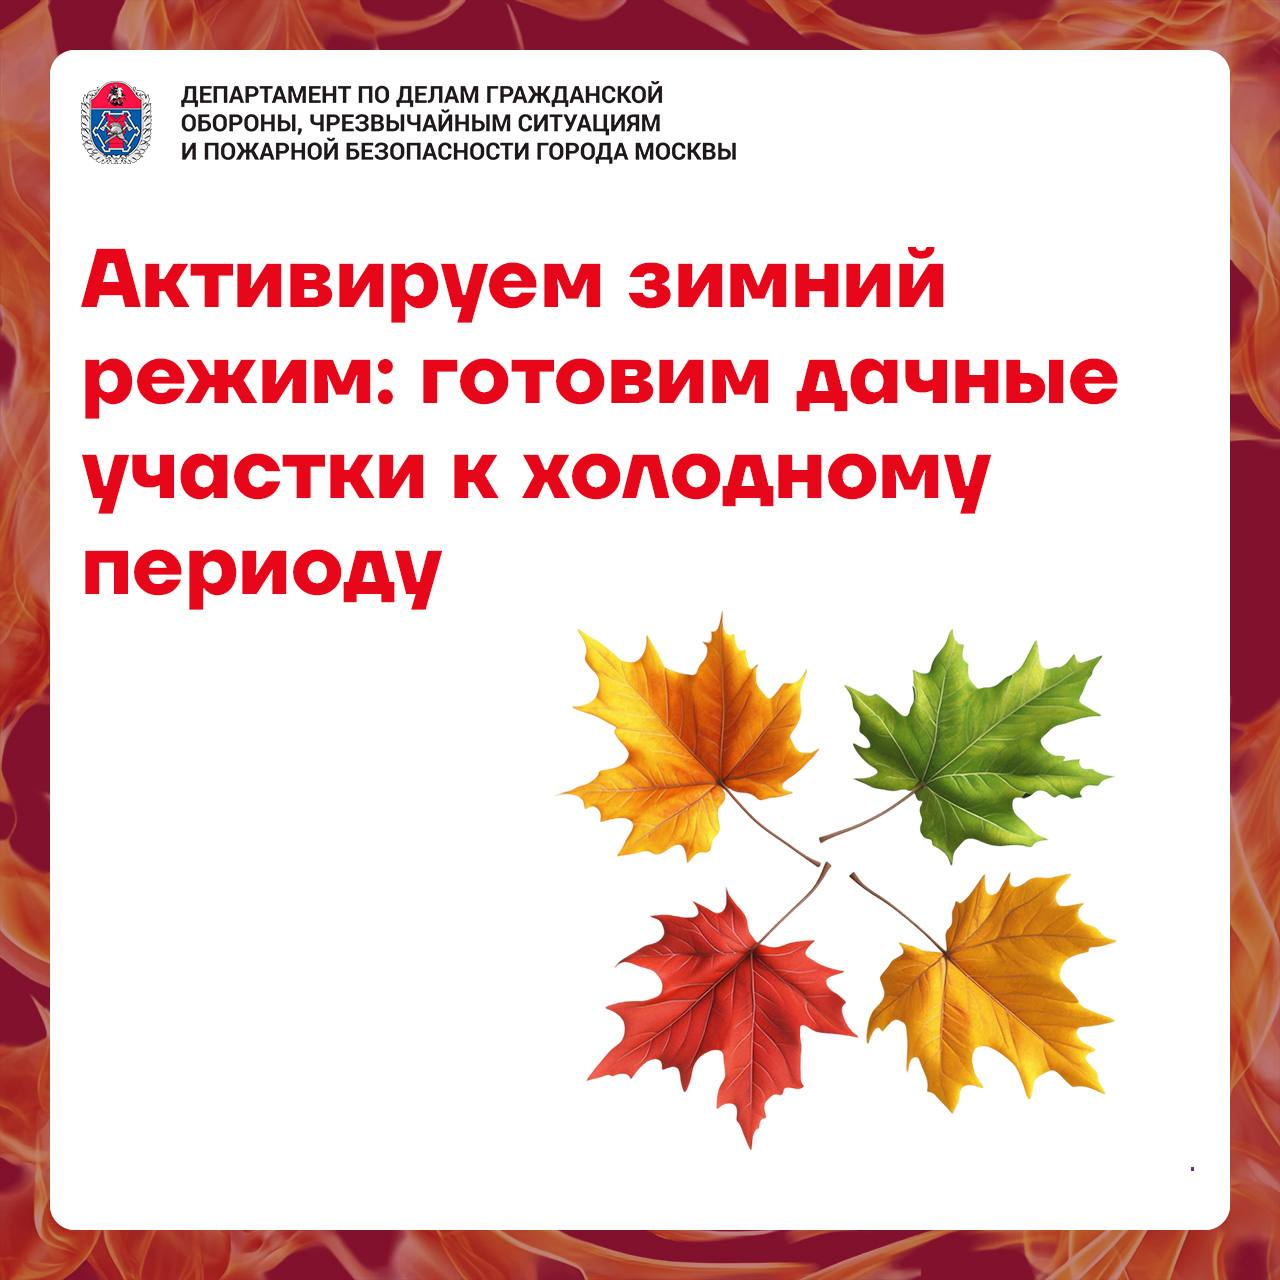 ДЕПАРТАМЕНТ ПО ДЕЛАМ ГРАЖДАНСКОЙ
ОБОРОНЫ, ЧРЕЗВЫЧАЙНЫМ СИТУАЦИЯМ
И ПОЖАРНОЙ БЕЗОПАСНОСТИ ГОРОДА МОСКВЫ
Активируем зимний
режим: готовим дачные
участки к холодному
периоду